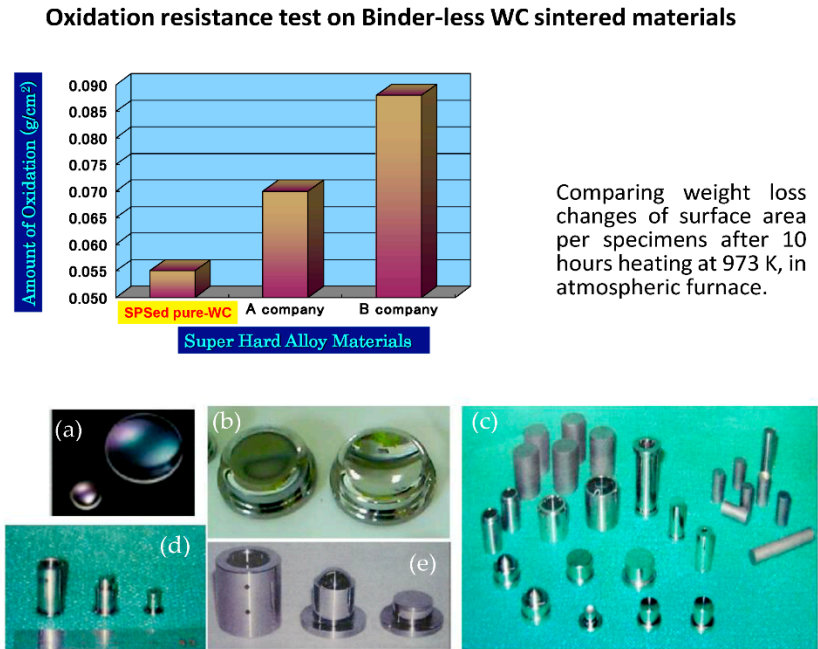 Oxidation resistance test on Binder-less WC sintered materials
Amount of Oxidation (g/cm²)
0.090
0.085
0.080
0.075
0.070
0.065
0.060
0.055
0.050
SPSed pure-WC A company B company
Super Hard Alloy Materials
Comparing weight loss
changes of surface area
per specimens after 10
hours heating at 973 K, in
atmospheric furnace.
(a)
(b)
(c)
(d)
(e)